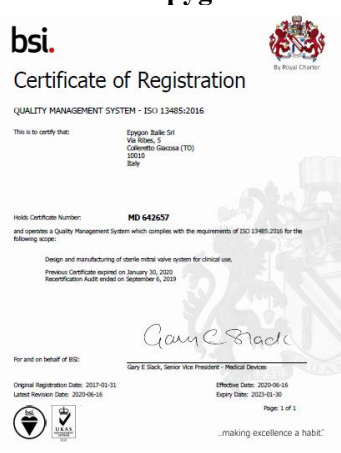 bsi.
By Royal Charter
Certificate of Registration
QUALITY MANAGEMENT SYSTEM - ISO 13485:2016
This is to certify that:
Epygon Italie Srl
Via Ribes, 5
Colleretto Giacosa (TO)
10010
Italy
Holds Certificate Number:
MD 642657
and operates a Quality Management System which complies with the requirements of ISO 13485:2016 for the
following scope:
Design and manufacturing of sterile mitral valve system for clinical use.
Previous Certificate expired on January 30, 2020
Recertification Audit ended on September 6, 2019
For and on behalf of BSI:
Gary E Slack
Gary E Slack, Senior Vice President - Medical Devices
Original Registration Date: 2017-01-31
Effective Date: 2020-06-16
Latest Revision Date: 2020-06-16
Expiry Date: 2023-01-30
Page: 1 of 1
bsi.
UKAS
...making excellence a habit.™